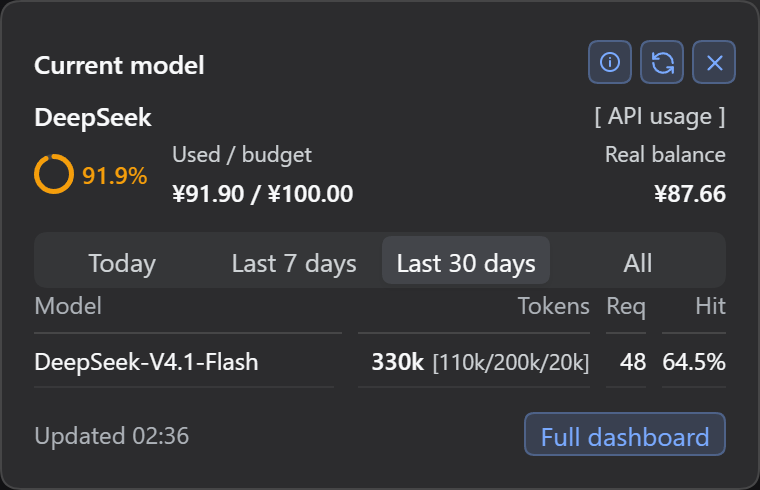 Current model
DeepSeek [ API usage ]
91.9% Used / budget Real balance
¥91.90 / ¥100.00 ¥87.66
Today Last 7 days Last 30 days All
Model Tokens Req Hit
DeepSeek-V4.1-Flash 330k [110k/200k/20k] 48 64.5%
Updated 02:36 Full dashboard